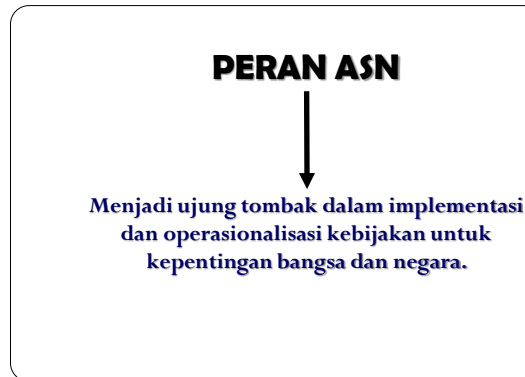 PERAN ASN
Menjadi ujung tombak dalam implementasi
dan operasionalisasi kebijakan untuk
kepentingan bangsa dan negara.